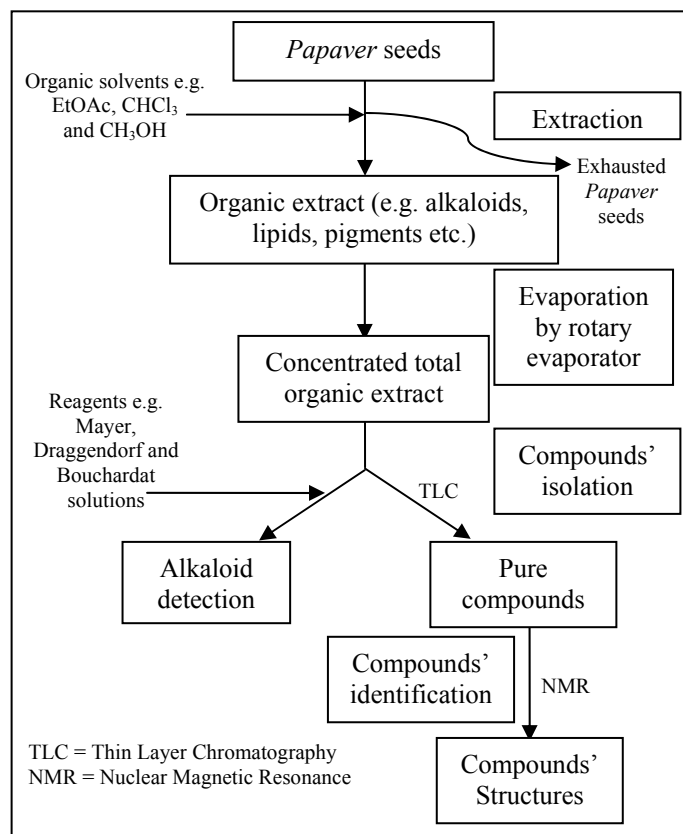 Papaver seeds
Organic solvents e.g.
EtOAc, CHCl₃
and CH₃OH
Extraction
Exhausted
Papaver
seeds
Organic extract (e.g. alkaloids,
lipids, pigments etc.)
Evaporation
by rotary
evaporator
Concentrated total
organic extract
Reagents e.g.
Mayer,
Draggendorf and
Bouchardat
solutions
Compounds’
isolation
TLC
Alkaloid
detection
Pure
compounds
Compounds’
identification
NMR
TLC = Thin Layer Chromatography
NMR = Nuclear Magnetic Resonance
Compounds’
Structures